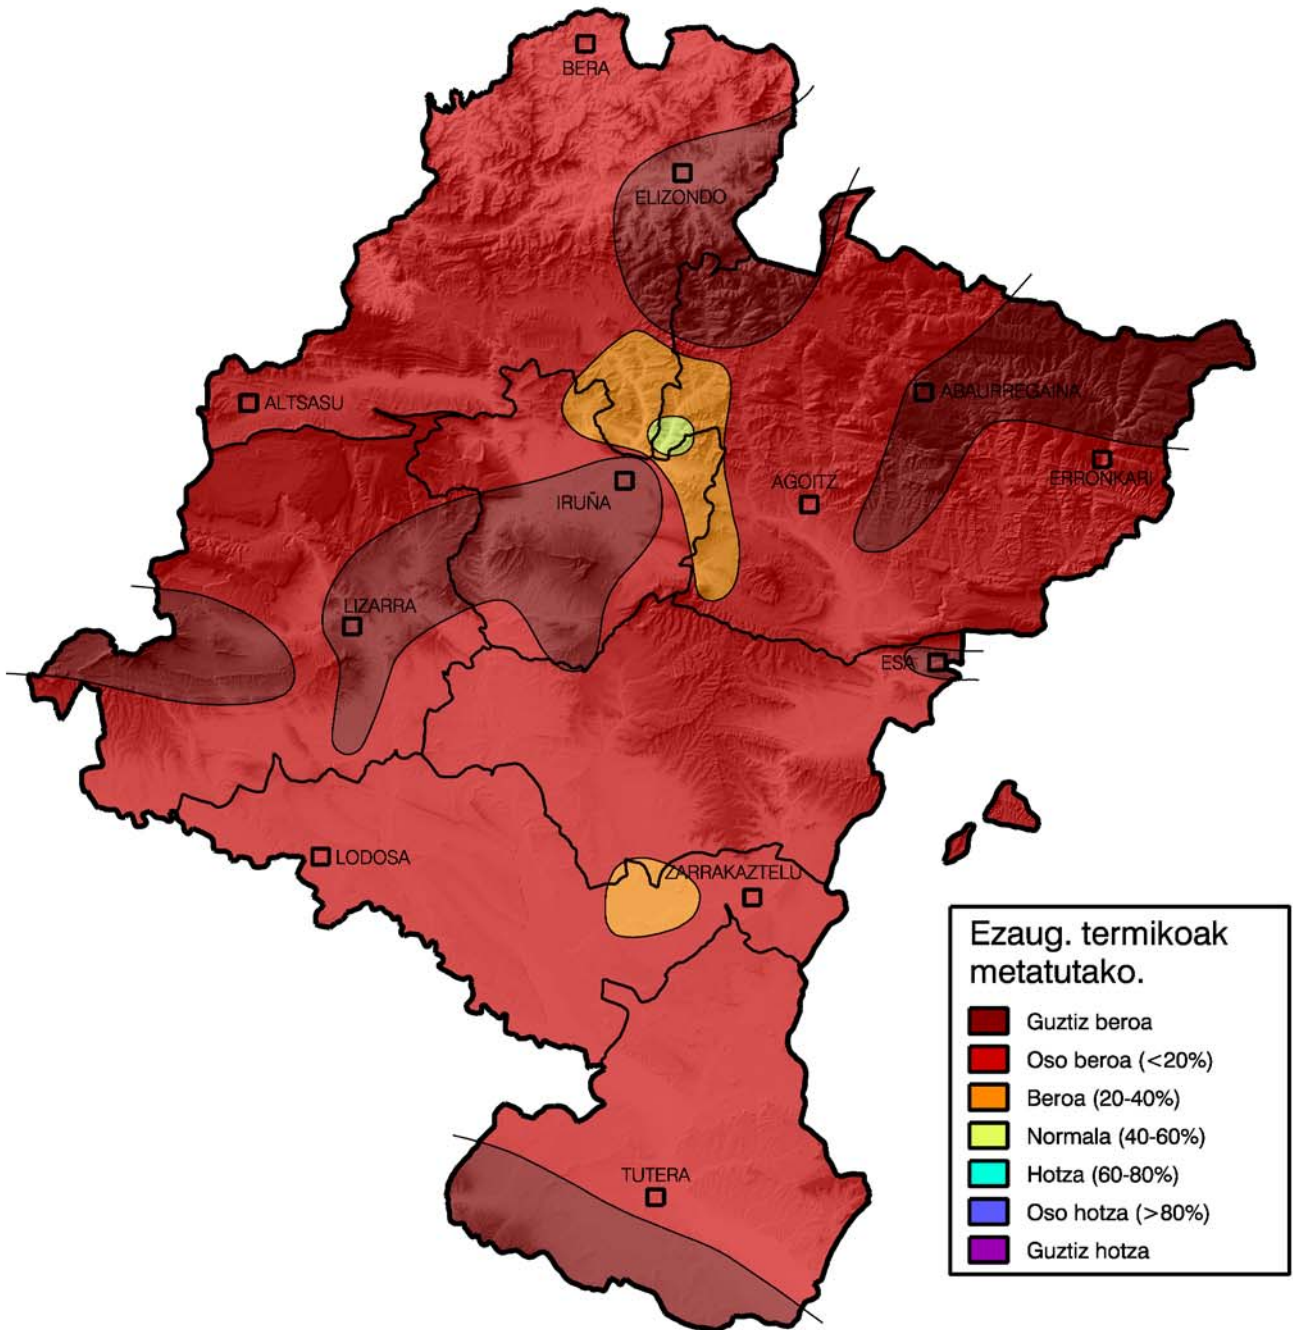 BERA
ELIZONDO
ALTSASU
ABAURREGAINA
ERRONKARI
AGOITZ
IRUÑA
LIZARRA
ESA
LODOSA
ZARRAKAZTELU
TUTERA
Ezaug. termikoak
metatutako.
Guztiz beroa
Oso beroa (<20%)
Beroa (20-40%)
Normala (40-60%)
Hotza (60-80%)
Oso hotza (>80%)
Guztiz hotza